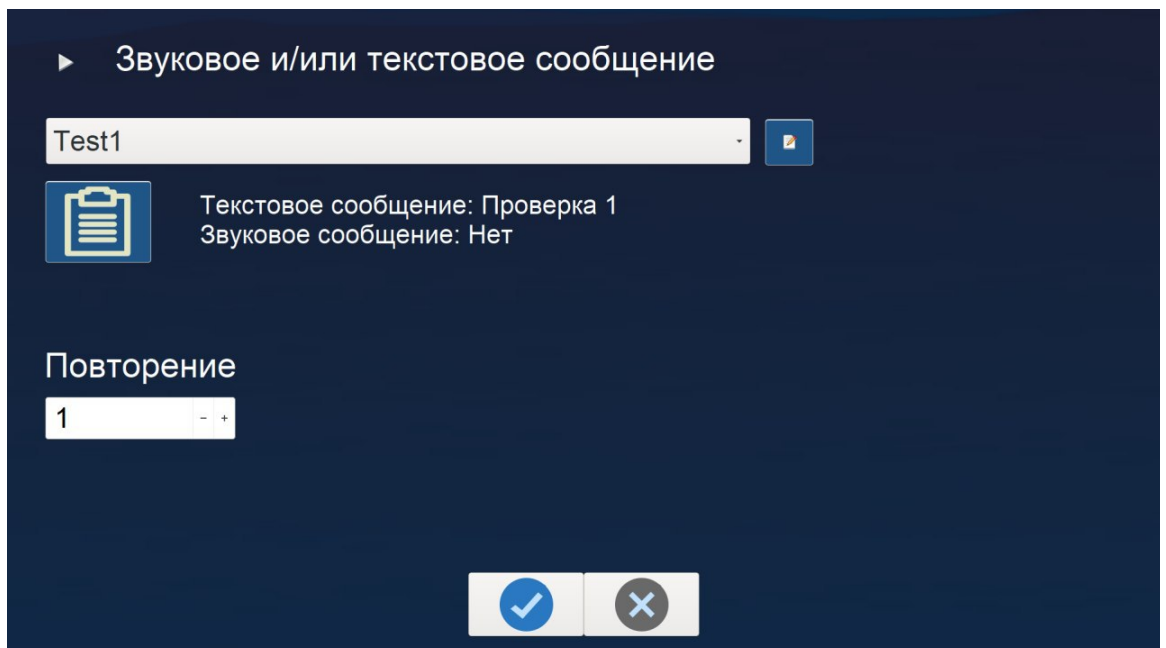 Звуковое и/или текстовое сообщение
Test1
Текстовое сообщение: Проверка 1
Звуковое сообщение: Нет
Повторение
1 - +